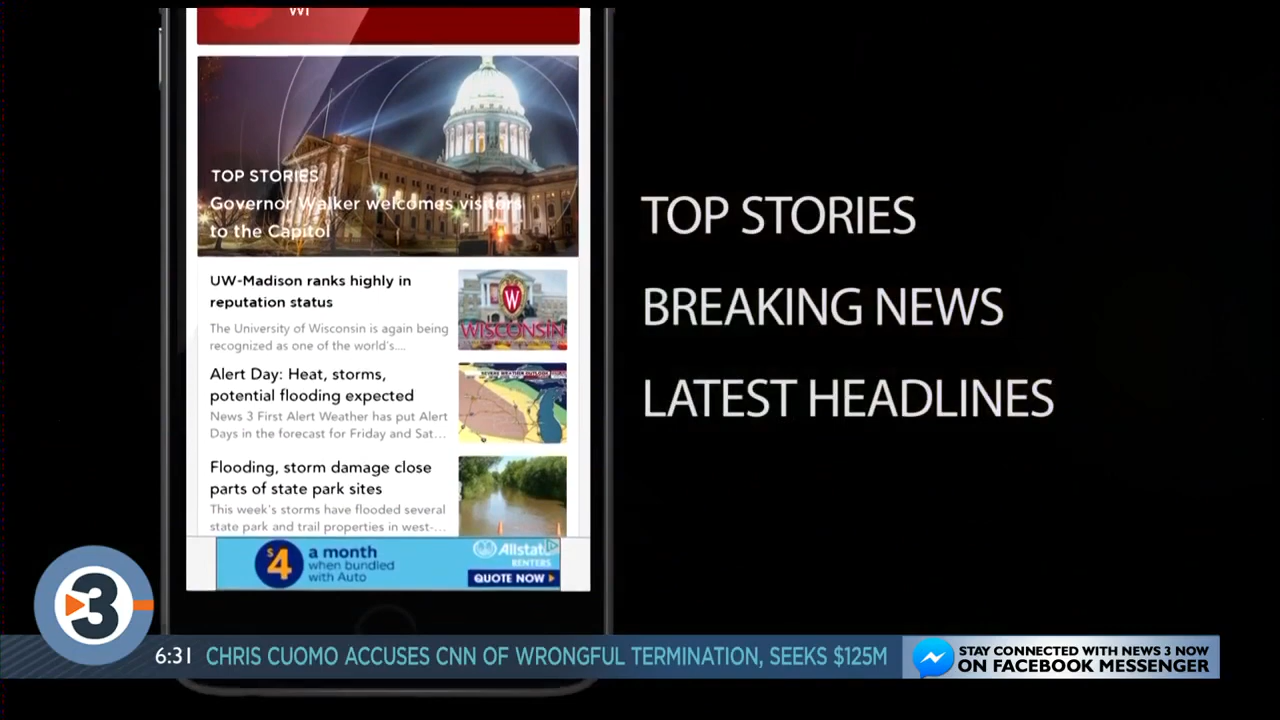 WI
TOP STORIES
Governor Walker welcomes visitors
to the Capitol
UW-Madison ranks highly in
reputation status
The University of Wisconsin is again being
recognized as one of the world's....
W
WISCONSIN
Alert Day: Heat, storms,
potential flooding expected
News 3 First Alert Weather has put Alert
Days in the forecast for Friday and Sat...
SEVERE WEATHER OUTLOOK
Flooding, storm damage close
parts of state park sites
This week's storms have flooded several
state park and trail properties in west-...
$4
a month
when bundled
with Auto
Allstate
RENTERS
QUOTE NOW
TOP STORIES
BREAKING NEWS
LATEST HEADLINES
3
6:31 CHRIS CUOMO ACCUSES CNN OF WRONGFUL TERMINATION, SEEKS $125M
STAY CONNECTED WITH NEWS 3 NOW
ON FACEBOOK MESSENGER